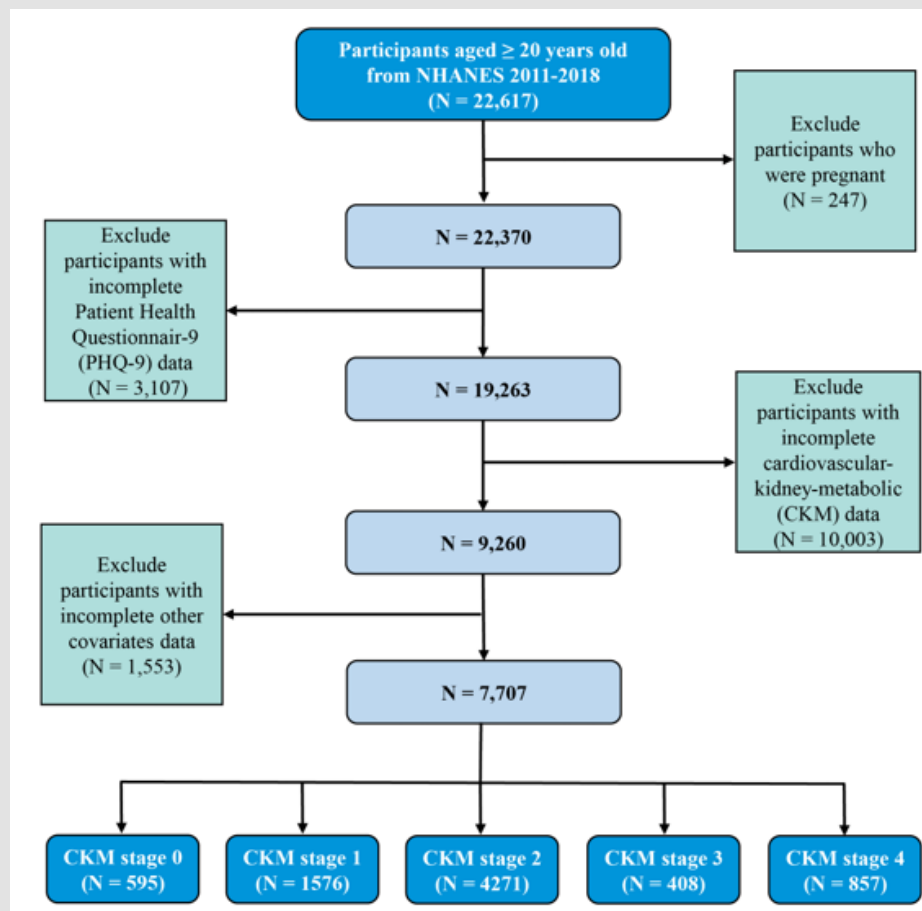 Participants aged ≥ 20 years old
from NHANES 2011-2018
(N = 22,617)
Exclude
participants who
were pregnant
(N = 247)
N = 22,370
Exclude
participants with
incomplete
Patient Health
Questionnair-9
(PHQ-9) data
(N = 3,107)
N = 19,263
Exclude
participants with
incomplete
cardiovascular-
kidney-metabolic
(CKM) data
(N = 10,003)
N = 9,260
Exclude
participants with
incomplete other
covariates data
(N = 1,553)
N = 7,707
CKM stage 0
(N = 595)
CKM stage 1
(N = 1576)
CKM stage 2
(N = 4271)
CKM stage 3
(N = 408)
CKM stage 4
(N = 857)